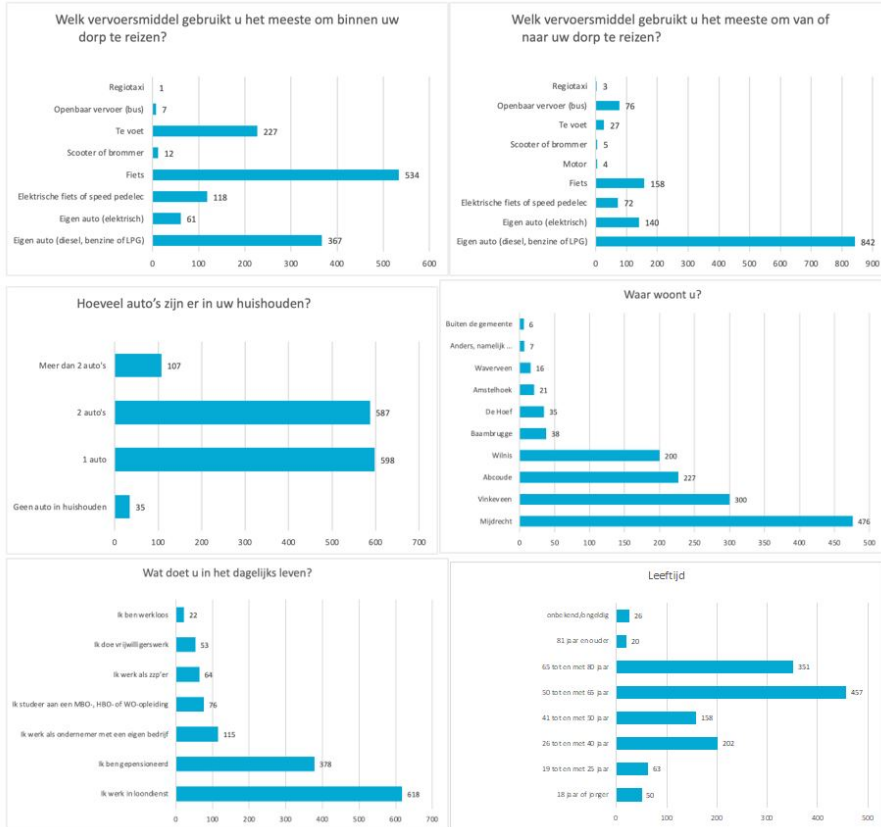 Welk vervoersmiddel gebruikt u het meeste om binnen uw
dorp te reizen?
Regiotaxi 1
Openbaar vervoer (bus) 7
Te voet 227
Scooter of brommer 12
Fiets 534
Elektrische fiets of speed pedelec 118
Eigen auto (elektrisch) 61
Eigen auto (diesel, benzine of LPG) 367
0 100 200 300 400 500 600
Welk vervoersmiddel gebruikt u het meeste om van of
naar uw dorp te reizen?
Regiotaxi 3
Openbaar vervoer (bus) 76
Te voet 27
Scooter of brommer 5
Motor 4
Fiets 158
Elektrische fiets of speed pedelec 72
Eigen auto (elektrisch) 140
Eigen auto (diesel, benzine of LPG) 842
0 100 200 300 400 500 600 700 800 900
Hoeveel auto's zijn er in uw huishouden?
Meer dan 2 auto's 107
2 auto's 587
1 auto 598
Geen auto in huishouden 35
0 100 200 300 400 500 600 700
Waar woont u?
Buiten de gemeente 6
Anders, namelijk ... 7
Waverveen 16
Amstelhoek 21
De Hoef 35
Baambrugge 38
Wilnis 200
Abcoude 227
Vinkeveen 300
Mijdrecht 476
0 50 100 150 200 250 300 350 400 450 500
Wat doet u in het dagelijks leven?
Ik ben werkloos 22
Ik doe vrijwilligerswerk 53
Ik werk als zzp'er 64
Ik studeer aan een MBO-, HBO- of WO-opleiding 76
Ik werk als ondernemer met een eigen bedrijf 115
Ik ben gepensioneerd 378
Ik werk in loondienst 618
0 100 200 300 400 500 600 700
Leeftijd
onbekend/ongeldig 26
81 jaar en ouder 20
65 tot en met 80 jaar 351
50 tot en met 65 jaar 457
41 tot en met 50 jaar 158
26 tot en met 40 jaar 202
19 tot en met 25 jaar 63
18 jaar of jonger 50
0 100 200 300 400 500